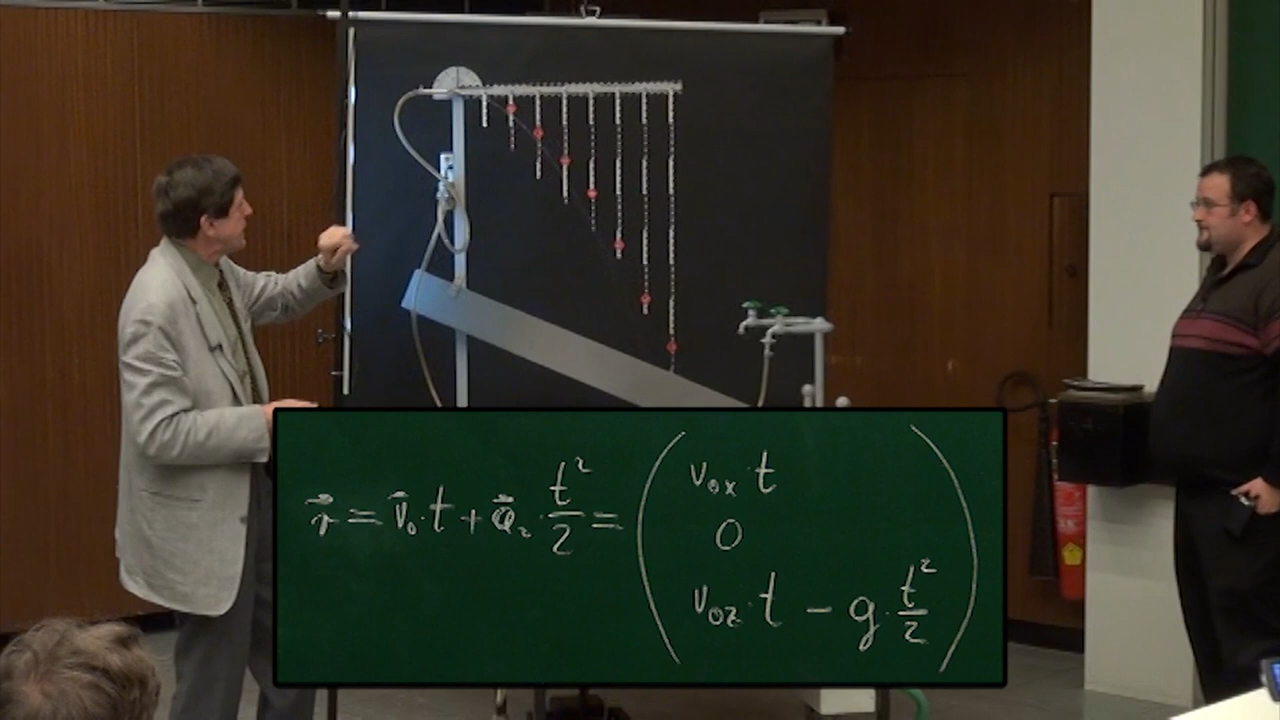 r⃗ = v⃗₀·t + a⃗₂·t²/2 = (
v₀ₓ·t
0
v₀z·t − g·t²/2
)